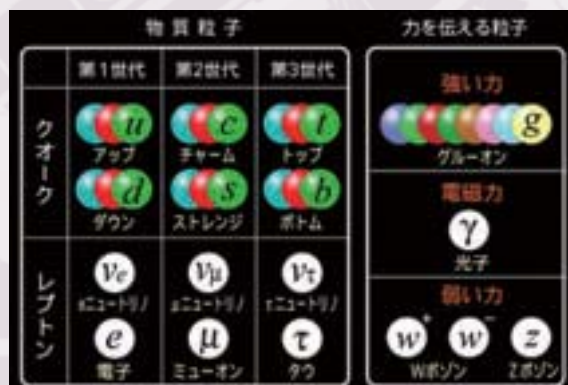 物質粒子
第1世代 第2世代 第3世代
クオーク
u c t
アップ チャーム トップ
d s b
ダウン ストレンジ ボトム
レプトン
νe νμ ντ
eニュートリノ μニュートリノ τニュートリノ
e μ τ
電子 ミューオン タウ
力を伝える粒子
強い力
g
グルーオン
電磁力
γ
光子
弱い力
w⁺ w⁻ z
Wボソン Zボソン